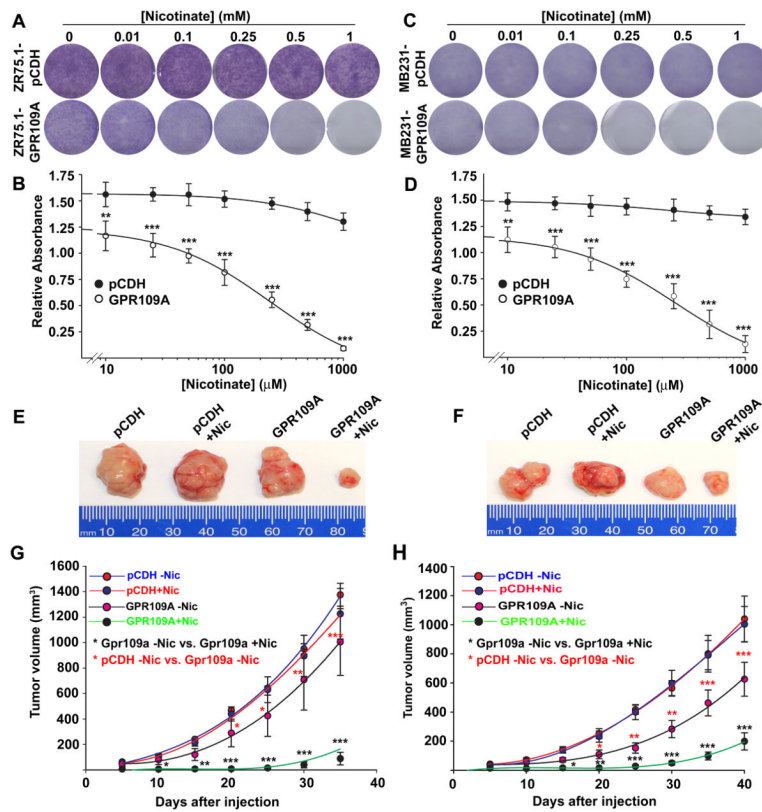 A
[Nicotinate] (mM)
0 0.01 0.1 0.25 0.5 1
ZR75.1-
pCDH
ZR75.1-
GPR109A
C
[Nicotinate] (mM)
0 0.01 0.1 0.25 0.5 1
MB231-
pCDH
MB231-
GPR109A
B
Relative Absorbance
1.75
1.50
1.25
1.00
0.75
0.50
0.25
** *** *** *** *** *** ***
pCDH
GPR109A
10 100 1000
[Nicotinate] (μM)
D
Relative Absorbance
1.75
1.50
1.25
1.00
0.75
0.50
0.25
** *** *** *** *** *** ***
pCDH
GPR109A
10 100 1000
[Nicotinate] (μM)
E
pCDH
pCDH
+Nic
GPR109A
GPR109A
+Nic
mm 10 20 30 40 50 60 70 80
F
pCDH
pCDH
+Nic
GPR109A
GPR109A
+Nic
mm 10 20 30 40 50 60 70
G
Tumor volume (mm³)
1600
1400
1200
1000
800
600
400
200
pCDH -Nic
pCDH+Nic
GPR109A -Nic
GPR109A+Nic
* Gpr109a -Nic vs. Gpr109a +Nic
* pCDH -Nic vs. Gpr109a -Nic
* * ** ***
* ** *** *** *** ***
0 10 20 30 40
Days after injection
H
Tumor volume (mm³)
1400
1200
1000
800
600
400
200
pCDH -Nic
pCDH+Nic
GPR109A -Nic
GPR109A+Nic
* Gpr109a -Nic vs. Gpr109a +Nic
* pCDH -Nic vs. Gpr109a -Nic
* ** ** *** ***
* ** *** *** *** ***
0 10 20 30 40
Days after injection